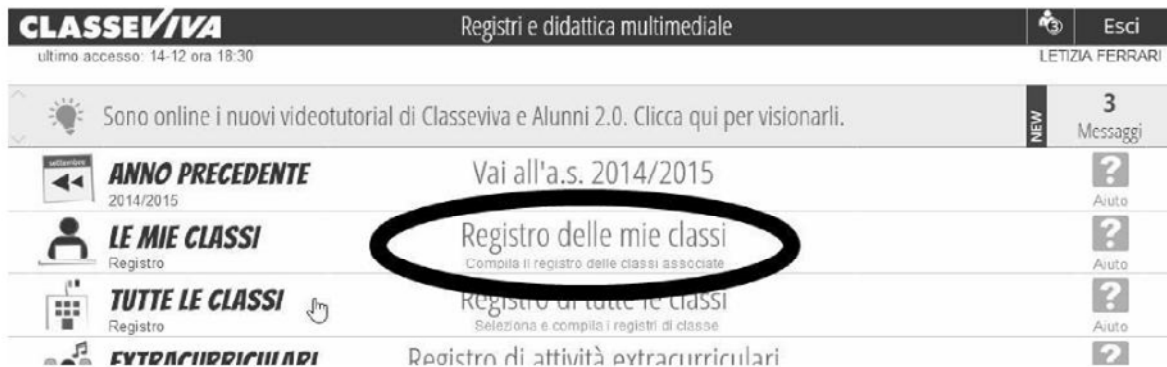 CLASSEVIVA Registri e didattica multimediale 3 Esci
ultimo accesso: 14-12 ora 18:30 LETIZIA FERRARI
Sono online i nuovi videotutorial di Classeviva e Alunni 2.0. Clicca qui per visionarli. NEW 3 Messaggi
settembre
ANNO PRECEDENTE Vai all'a.s. 2014/2015 ?
2014/2015 Aiuto
LE MIE CLASSI Registro delle mie classi ?
Registro Compila il registro delle classi associate Aiuto
TUTTE LE CLASSI Registro di tutte le classi ?
Registro Seleziona e compila i registri di classe Aiuto
EXTRACURRICULARI Registro di attività extracurriculari ?